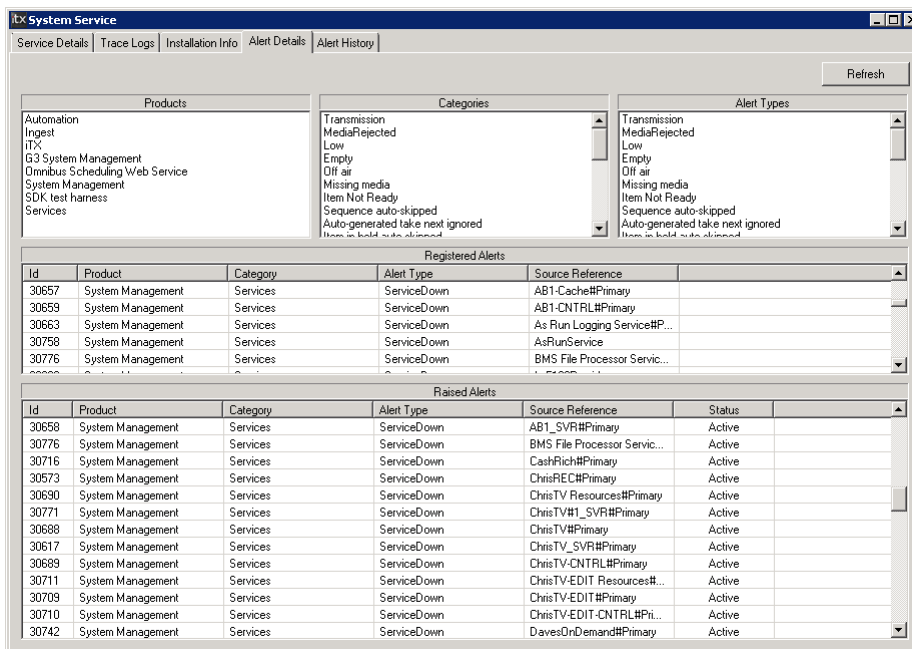 itx System Service
Service Details Trace Logs Installation Info Alert Details Alert History
Refresh
Products Categories Alert Types
Automation Transmission Transmission
Ingest MediaRejected MediaRejected
iTX Low Low
G3 System Management Empty Empty
Omnibus Scheduling Web Service Off air Off air
System Management Missing media Missing media
SDK test harness Item Not Ready Item Not Ready
Services Sequence auto-skipped Sequence auto-skipped
Auto-generated take next ignored Auto-generated take next ignored
Item in hold auto-skipped Item in hold auto-skipped
Registered Alerts
Id Product Category Alert Type Source Reference
30657 System Management Services ServiceDown AB1-Cache#Primary
30659 System Management Services ServiceDown AB1-CNTRL#Primary
30663 System Management Services ServiceDown As Run Logging Service#P...
30758 System Management Services ServiceDown AsRunService
30776 System Management Services ServiceDown BMS File Processor Servic...
Raised Alerts
Id Product Category Alert Type Source Reference Status
30658 System Management Services ServiceDown AB1_SVR#Primary Active
30776 System Management Services ServiceDown BMS File Processor Servic... Active
30716 System Management Services ServiceDown CashRich#Primary Active
30573 System Management Services ServiceDown ChrisREC#Primary Active
30690 System Management Services ServiceDown ChrisTV Resources#Primary Active
30771 System Management Services ServiceDown ChrisTV#1_SVR#Primary Active
30688 System Management Services ServiceDown ChrisTV#Primary Active
30617 System Management Services ServiceDown ChrisTV_SVR#Primary Active
30689 System Management Services ServiceDown ChrisTV-CNTRL#Primary Active
30711 System Management Services ServiceDown ChrisTV-EDIT Resources#... Active
30709 System Management Services ServiceDown ChrisTV-EDIT#Primary Active
30710 System Management Services ServiceDown ChrisTV-EDIT-CNTRL#Pri... Active
30742 System Management Services ServiceDown DavesOnDemand#Primary Active